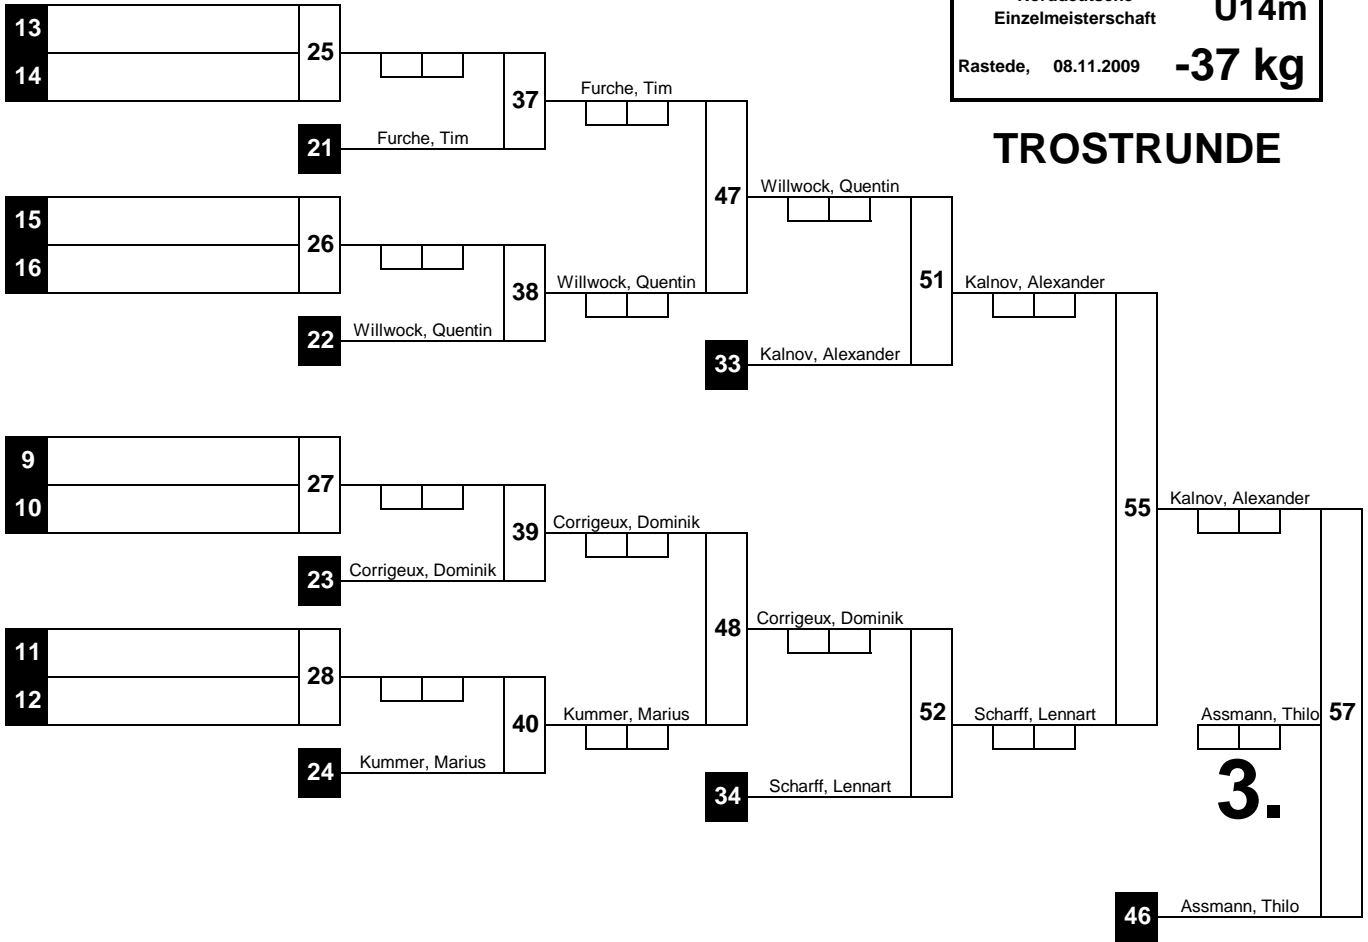 Norddeutsche
Einzelmeisterschaft
U14m
Rastede, 08.11.2009
-37 kg
TROSTRUNDE
13
14
25
21
Furche, Tim
37
Furche, Tim
15
16
26
22
Willwock, Quentin
38
Willwock, Quentin
47
Willwock, Quentin
33
Kalnov, Alexander
51
Kalnov, Alexander
9
10
27
23
Corrigeux, Dominik
39
Corrigeux, Dominik
11
12
28
24
Kummer, Marius
40
Kummer, Marius
48
Corrigeux, Dominik
34
Scharff, Lennart
52
Scharff, Lennart
55
Kalnov, Alexander
46
Assmann, Thilo
57
Assmann, Thilo
3.